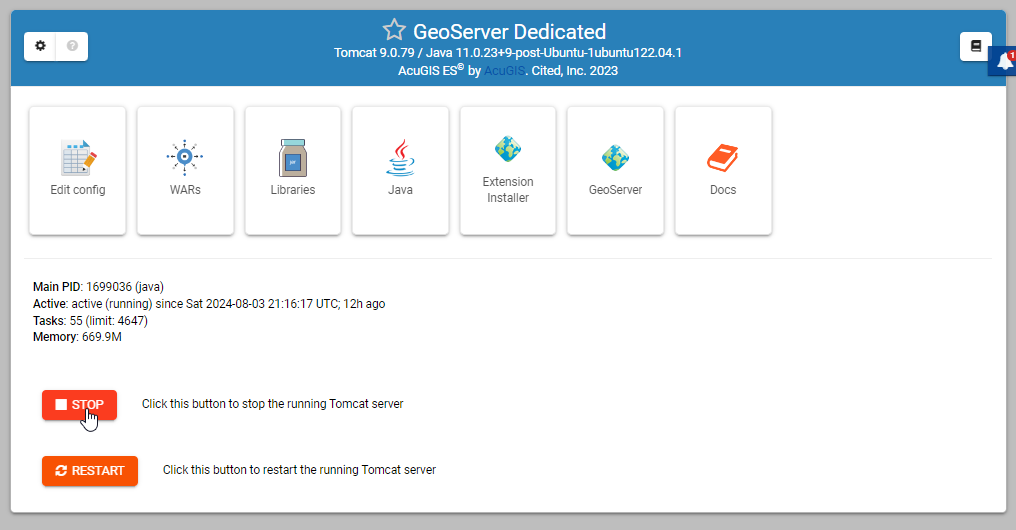 GeoServer Dedicated
Tomcat 9.0.79 / Java 11.0.23+9-post-Ubuntu-1ubuntu122.04.1
AcuGIS ES® by AcuGIS. Cited, Inc. 2023
1
Edit config
WARs
Libraries
Java
Extension
Installer
GeoServer
Docs
Main PID: 1699036 (java)
Active: active (running) since Sat 2024-08-03 21:16:17 UTC; 12h ago
Tasks: 55 (limit: 4647)
Memory: 669.9M
STOP
Click this button to stop the running Tomcat server
RESTART
Click this button to restart the running Tomcat server